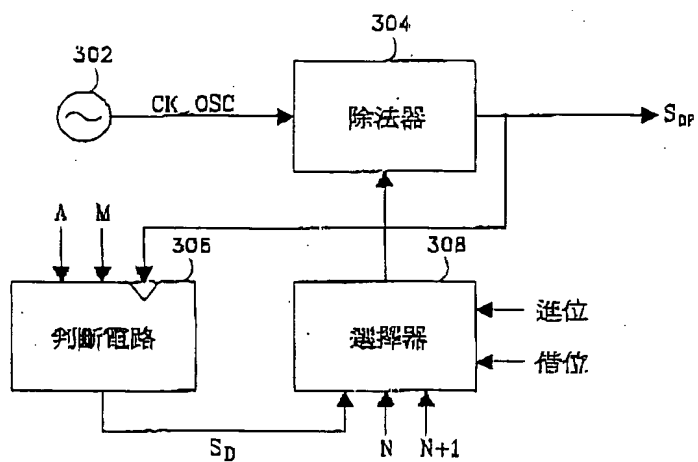 304
302
CK_OSC
除法器
S_DP
A
M
306
308
判斷電路
選擇器
進位
借位
S_D
N
N+1